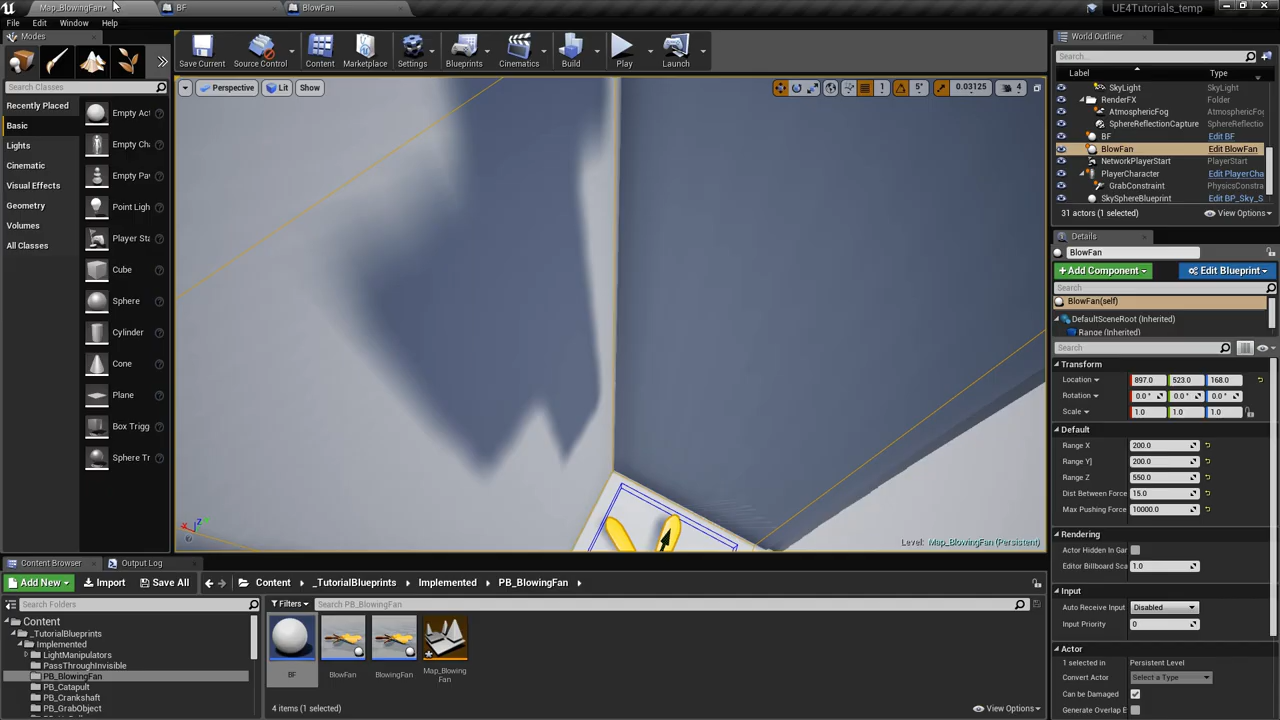 Map_BlowingFan*
BF
BlowFan
UE4Tutorials_temp
File Edit Window Help
Modes
Search Classes
Recently Placed
Basic
Lights
Cinematic
Visual Effects
Geometry
Volumes
All Classes
Empty Act
Empty Cha
Empty Pav
Point Ligh
Player Sta
Cube
Sphere
Cylinder
Cone
Plane
Box Trigg
Sphere Tr
Save Current
Source Control
Content
Marketplace
Settings
Blueprints
Cinematics
Build
Play
Launch
Perspective
Lit
Show
1
5°
0.03125
4
Level: Map_BlowingFan (Persistent)
World Outliner
Search...
Label Type
SkyLight SkyLight
RenderFX Folder
AtmosphericFog AtmosphericFo
SphereReflectionCapture SphereReflectio
BF Edit BF
BlowFan Edit BlowFan
NetworkPlayerStart PlayerStart
PlayerCharacter Edit PlayerCha
GrabConstraint PhysicsConstra
SkySphereBlueprint Edit BP_Sky_S
31 actors (1 selected) View Options
Details
BlowFan
+Add Component
Edit Blueprint
Search
BlowFan(self)
DefaultSceneRoot (Inherited)
Range (Inherited)
Search
Transform
Location 897.0 523.0 168.0
Rotation 0.0 ° 0.0 ° 0.0 °
Scale 1.0 1.0 1.0
Default
Range X 200.0
Range Y] 200.0
Range Z 550.0
Dist Between Force 15.0
Max Pushing Force 10000.0
Rendering
Actor Hidden In Gar
Editor Billboard Sca 1.0
Input
Auto Receive Input Disabled
Input Priority 0
Actor
1 selected in Persistent Level
Convert Actor Select a Type
Can be Damaged
Generate Overlap E
Content Browser
Output Log
Add New
Import
Save All
Content
_TutorialBlueprints
Implemented
PB_BlowingFan
Search Folders
Filters
Search PB_BlowingFan
Content
_TutorialBlueprints
Implemented
LightManipulators
PassThroughInvisible
PB_BlowingFan
PB_Catapult
PB_Crankshaft
PB_GrabObject
BF
BlowFan
BlowingFan
Map_Blowing
Fan
4 items (1 selected)
View Options